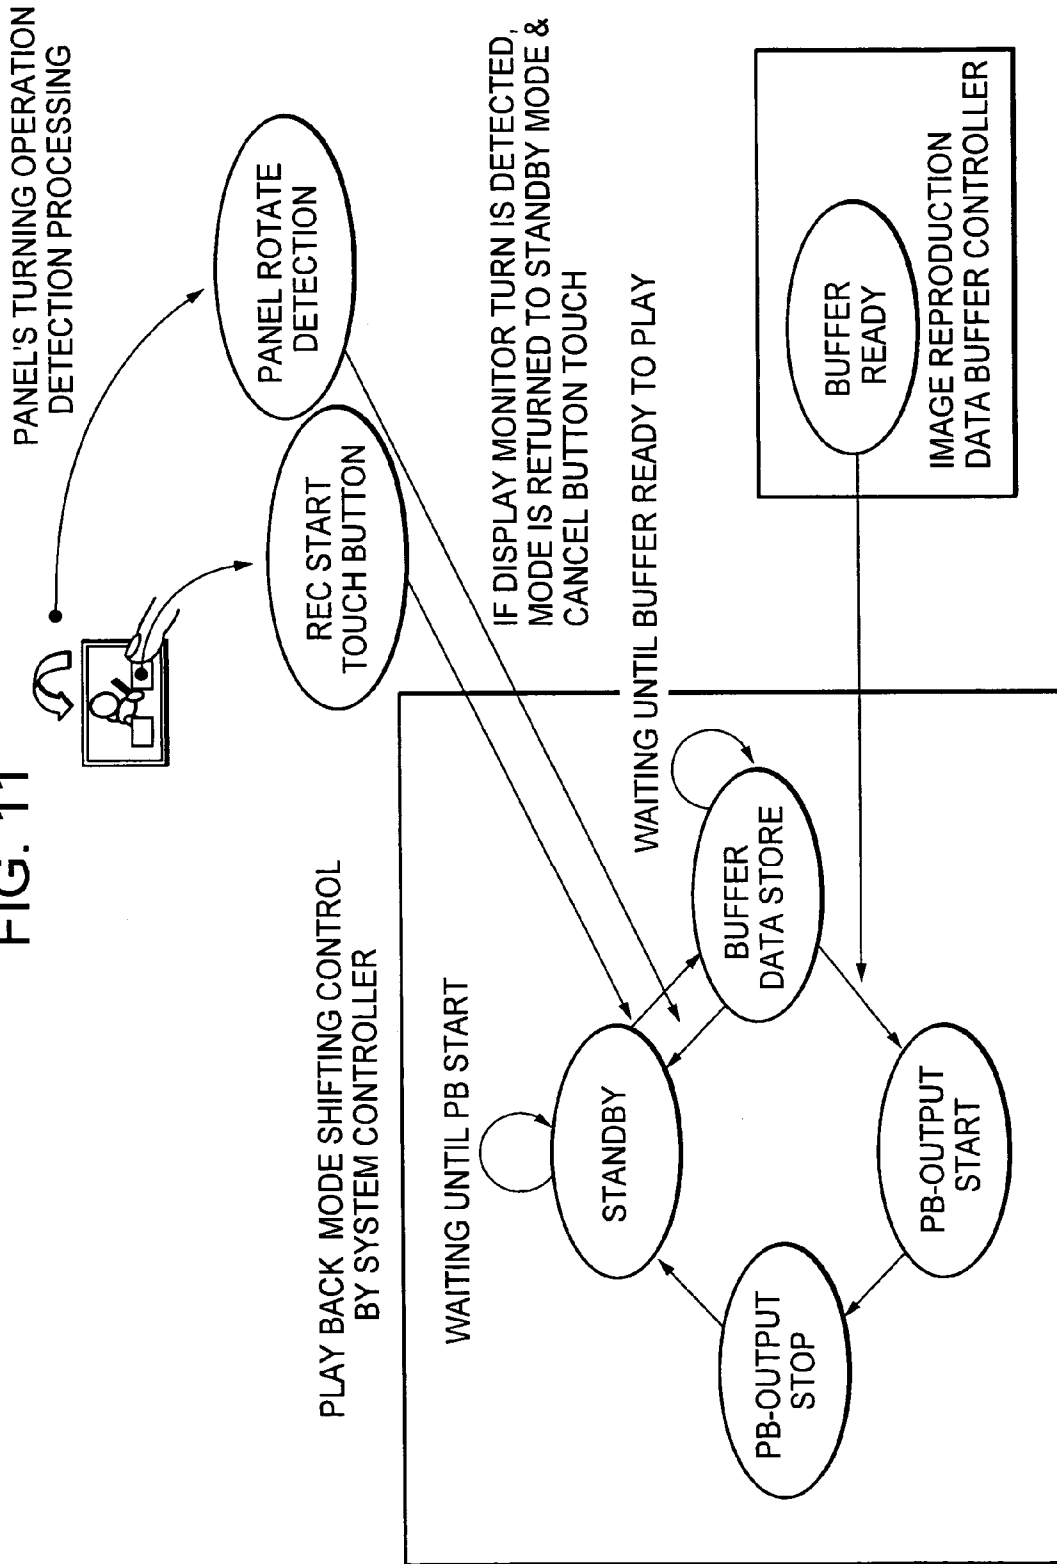 FIG. 11
PANEL'S TURNING OPERATION
DETECTION PROCESSING
PANEL ROTATE
DETECTION
REC START
TOUCH BUTTON
IF DISPLAY MONITOR TURN IS DETECTED,
MODE IS RETURNED TO STANDBY MODE &
CANCEL BUTTON TOUCH
PLAY BACK MODE SHIFTING CONTROL
BY SYSTEM CONTROLLER
WAITING UNTIL PB START
WAITING UNTIL BUFFER READY TO PLAY
STANDBY
BUFFER
DATA STORE
PB-OUTPUT
STOP
PB-OUTPUT
START
BUFFER
READY
IMAGE REPRODUCTION
DATA BUFFER CONTROLLER